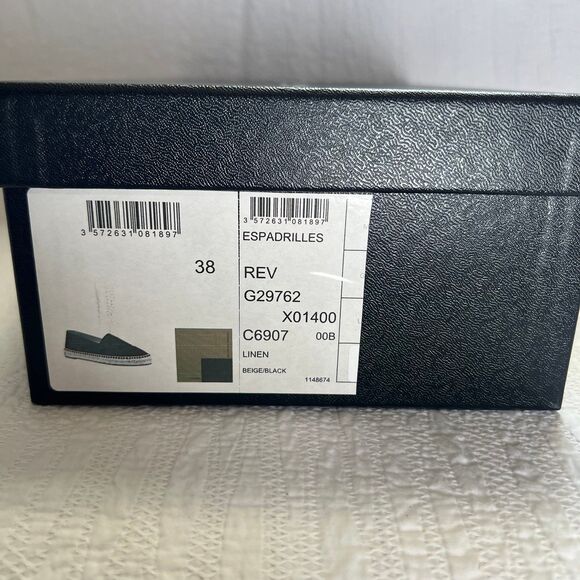 3 572631 081897
38
3 572631 081897
ESPADRILLES
REV
G29762
X01400
C6907 00B
LINEN
BEIGE/BLACK 1148674